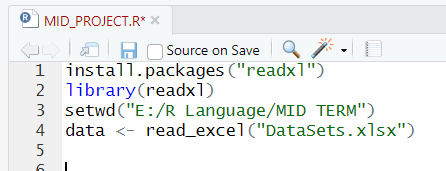 MID_PROJECT.R*
Source on Save
1 install.packages("readxl")
2 library(readxl)
3 setwd("E:/R Language/MID TERM")
4 data <- read_excel("DataSets.xlsx")
5
6